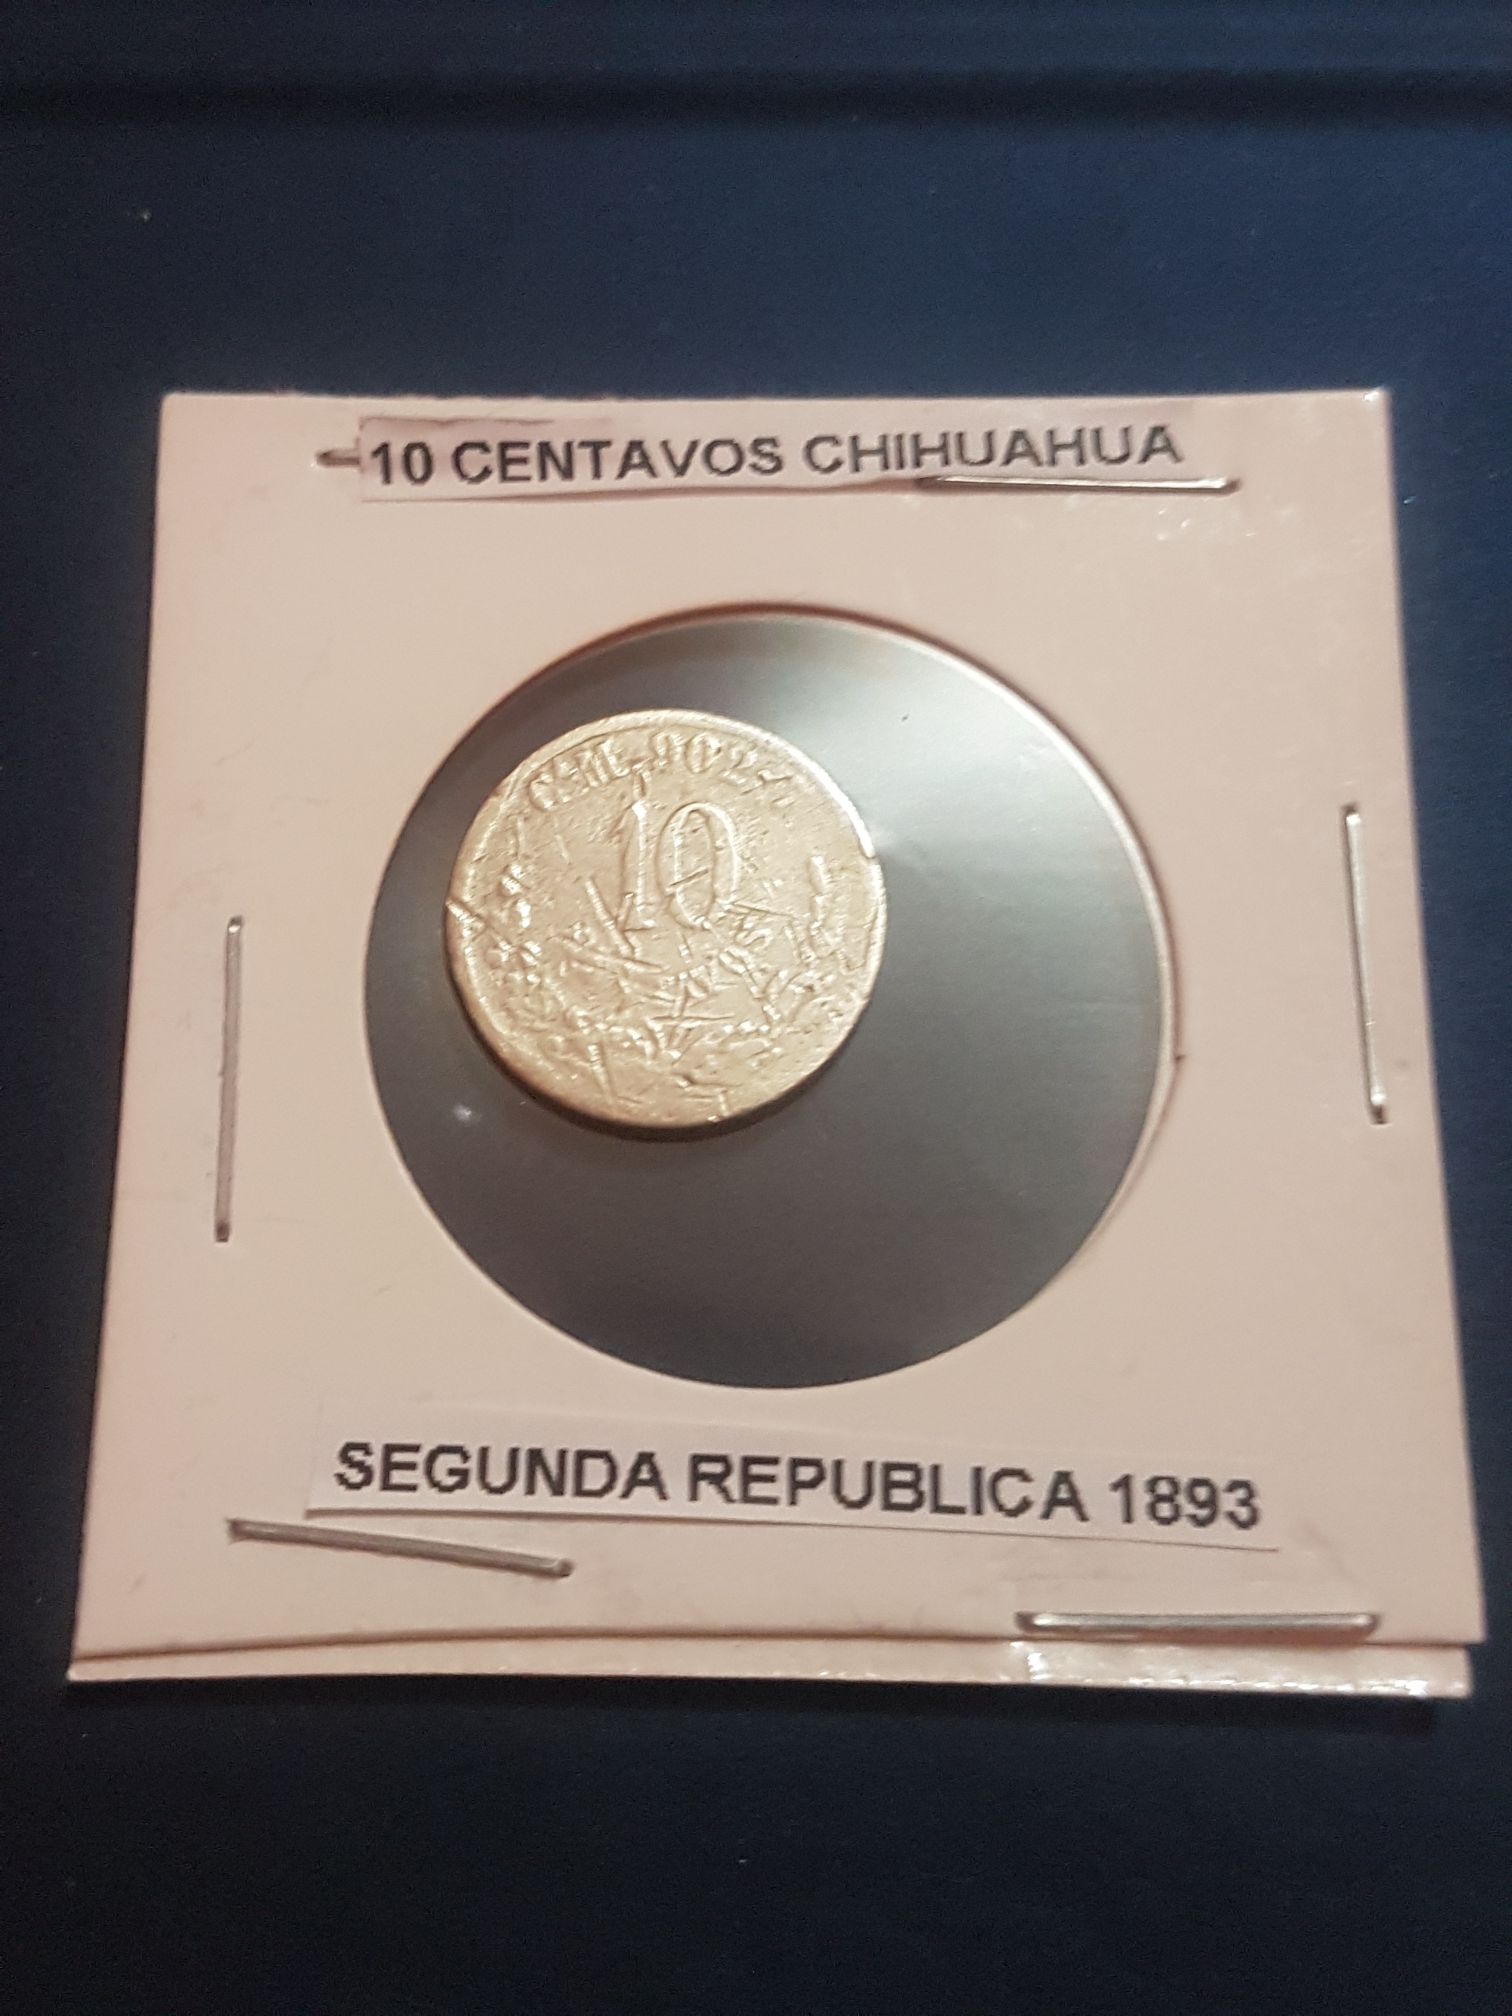 10 CENTAVOS CHIHUAHUA
10
SEGUNDA REPUBLICA 1893